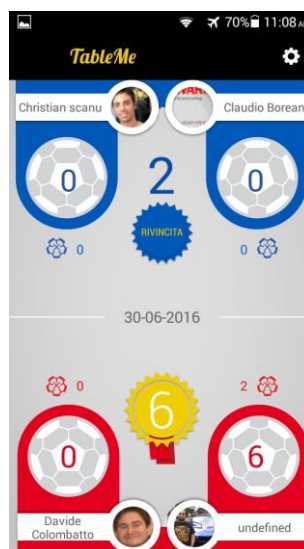 70% 11:08
TableMe
Christian scanu
Claudio Borean
0
2
0
RIVINCITA
0
0
30-06-2016
0
2
6
0
6
Davide
Colombatto
undefined